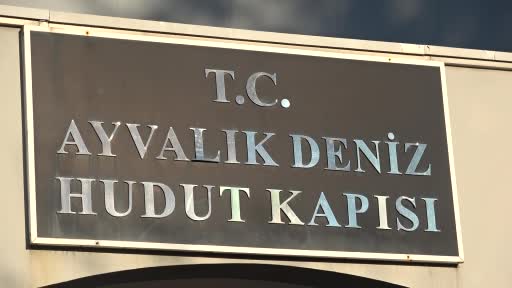 T.C.
AYVALIK DENİZ
HUDUT KAPISI